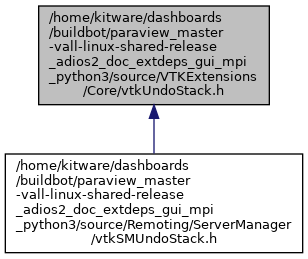 /home/kitware/dashboards
/buildbot/paraview_master
-vall-linux-shared-release
_adios2_doc_extdeps_gui_mpi
_python3/source/VTKExtensions
/Core/vtkUndoStack.h
/home/kitware/dashboards
/buildbot/paraview_master
-vall-linux-shared-release
_adios2_doc_extdeps_gui_mpi
_python3/source/Remoting/ServerManager
/vtkSMUndoStack.h